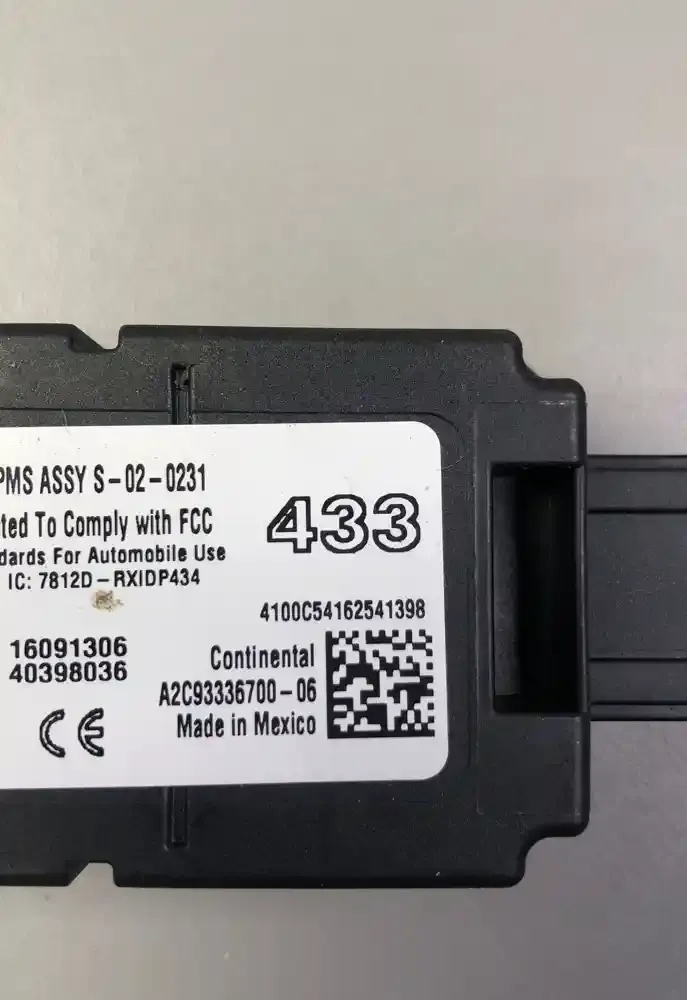 PMS ASSY S-02-0231
ted To Comply with FCC
dards For Automobile Use
IC: 7812D-RXIDP434
433
4100C54162541398
16091306
40398036
Continental
A2C93336700-06
Made in Mexico
CE